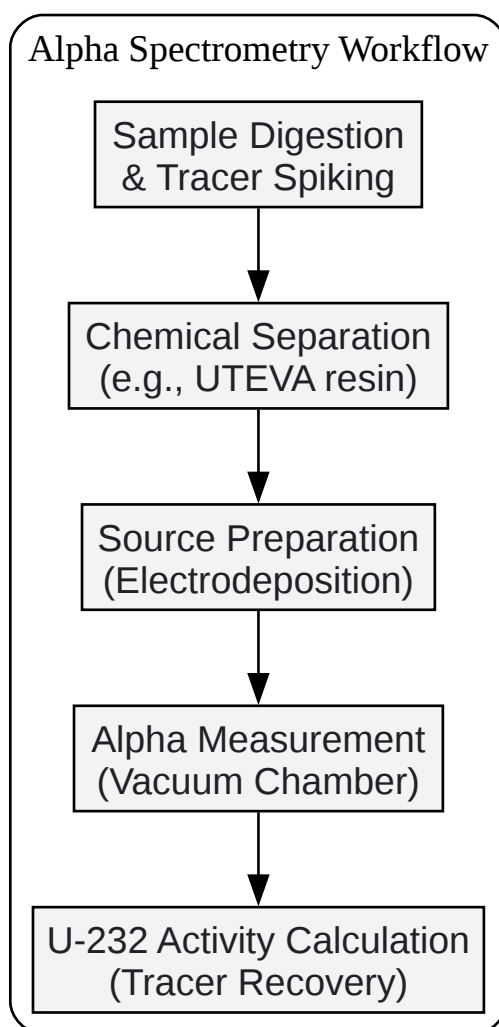 Alpha Spectrometry Workflow
Sample Digestion
& Tracer Spiking
Chemical Separation
(e.g., UTEVA resin)
Source Preparation
(Electrodeposition)
Alpha Measurement
(Vacuum Chamber)
U-232 Activity Calculation
(Tracer Recovery)